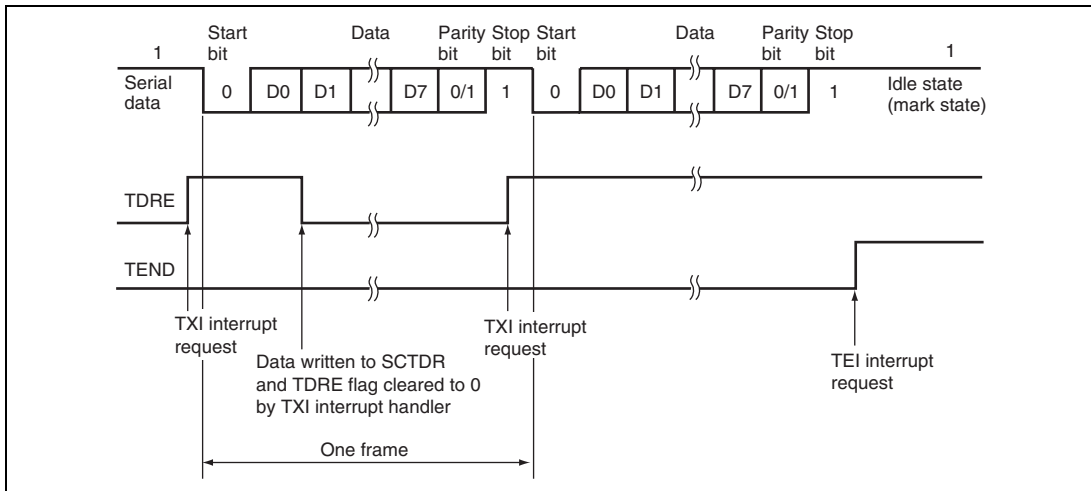 Start bit
Data
Parity bit
Stop bit
Start bit
Data
Parity bit
Stop bit
1
1
Serial data
0
D0
D1
D7
0/1
1
0
D0
D1
D7
0/1
1
Idle state
(mark state)
TDRE
TEND
TXI interrupt
request
Data written to SCTDR
and TDRE flag cleared to 0
by TXI interrupt handler
TXI interrupt
request
TEI interrupt
request
One frame